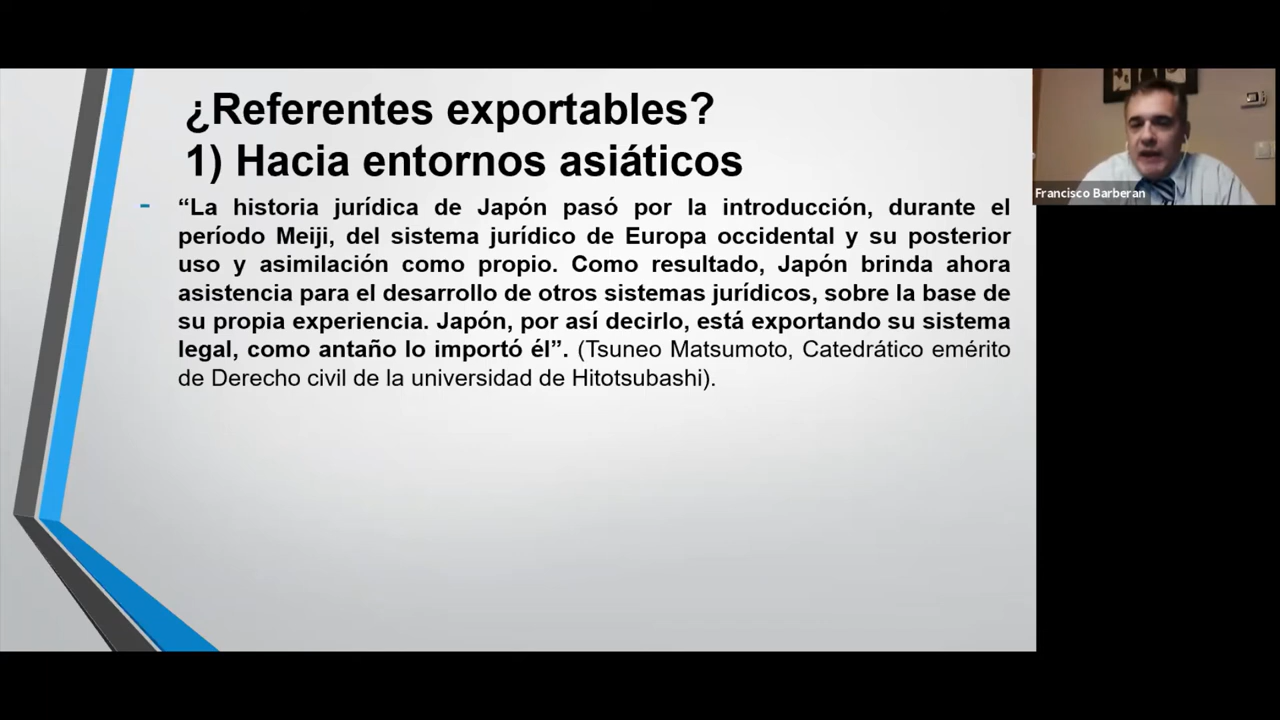 ¿Referentes exportables?
1) Hacia entornos asiáticos
- “La historia jurídica de Japón pasó por la introducción, durante el
período Meiji, del sistema jurídico de Europa occidental y su posterior
uso y asimilación como propio. Como resultado, Japón brinda ahora
asistencia para el desarrollo de otros sistemas jurídicos, sobre la base de
su propia experiencia. Japón, por así decirlo, está exportando su sistema
legal, como antaño lo importó él”. (Tsuneo Matsumoto, Catedrático emérito
de Derecho civil de la universidad de Hitotsubashi).
Francisco Barberan